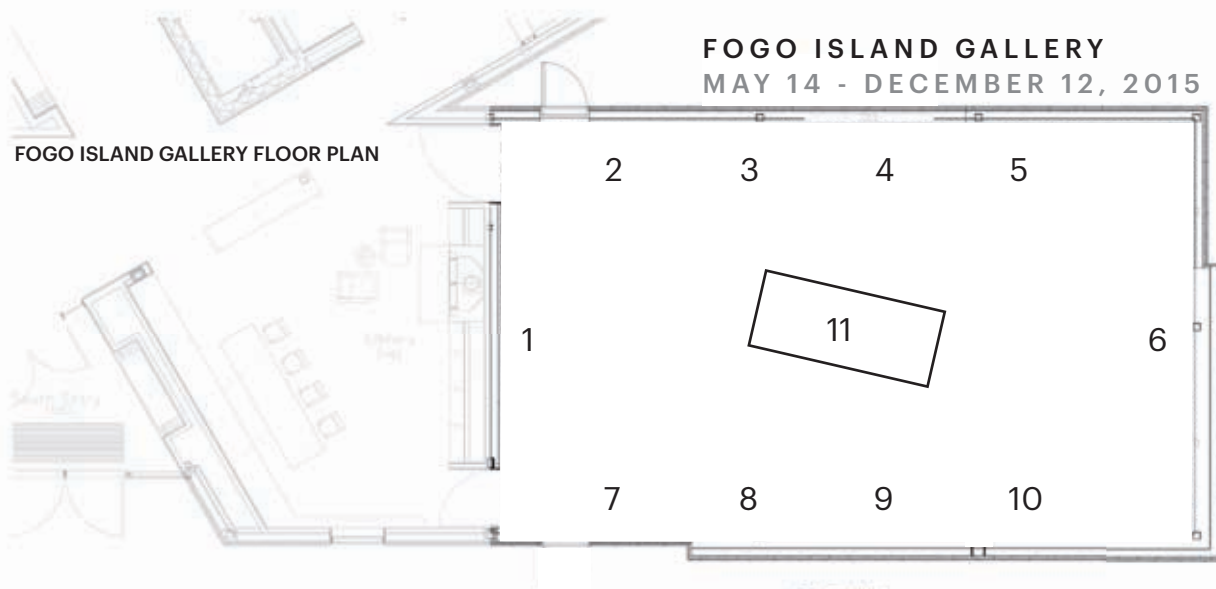 FOGO ISLAND GALLERY
MAY 14 - DECEMBER 12, 2015
FOGO ISLAND GALLERY FLOOR PLAN
2 3 4 5
1 11 6
7 8 9 10